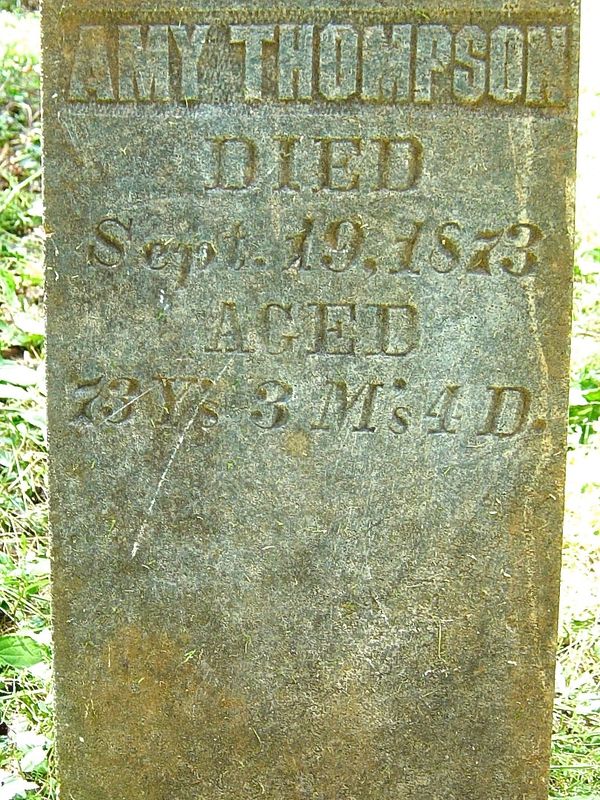 AMY THOMPSON
DIED
Sept. 19, 1873
AGED
73 Y's 3 M's 4 D.